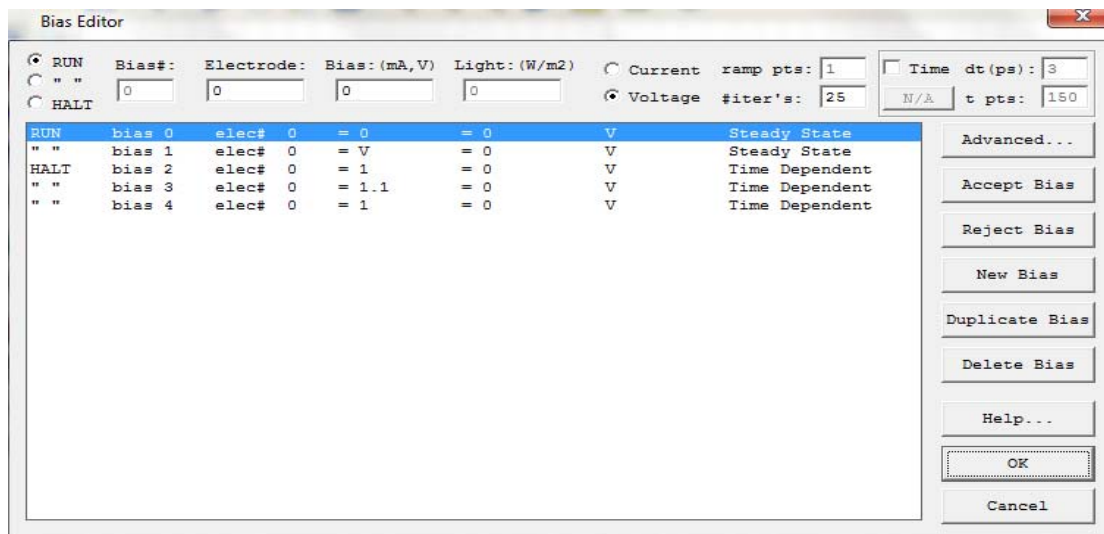 Bias Editor
RUN Bias#: Electrode: Bias:(mA,V) Light:(W/m2) Current ramp pts: 1 Time dt(ps): 3
" "
HALT 0 0 0 0 Voltage #iter's: 25 N/A t pts: 150
RUN bias 0 elec# 0 = 0 = 0 V Steady State
" " bias 1 elec# 0 = V = 0 V Steady State
HALT bias 2 elec# 0 = 1 = 0 V Time Dependent
" " bias 3 elec# 0 = 1.1 = 0 V Time Dependent
" " bias 4 elec# 0 = 1 = 0 V Time Dependent
Advanced...
Accept Bias
Reject Bias
New Bias
Duplicate Bias
Delete Bias
Help...
OK
Cancel